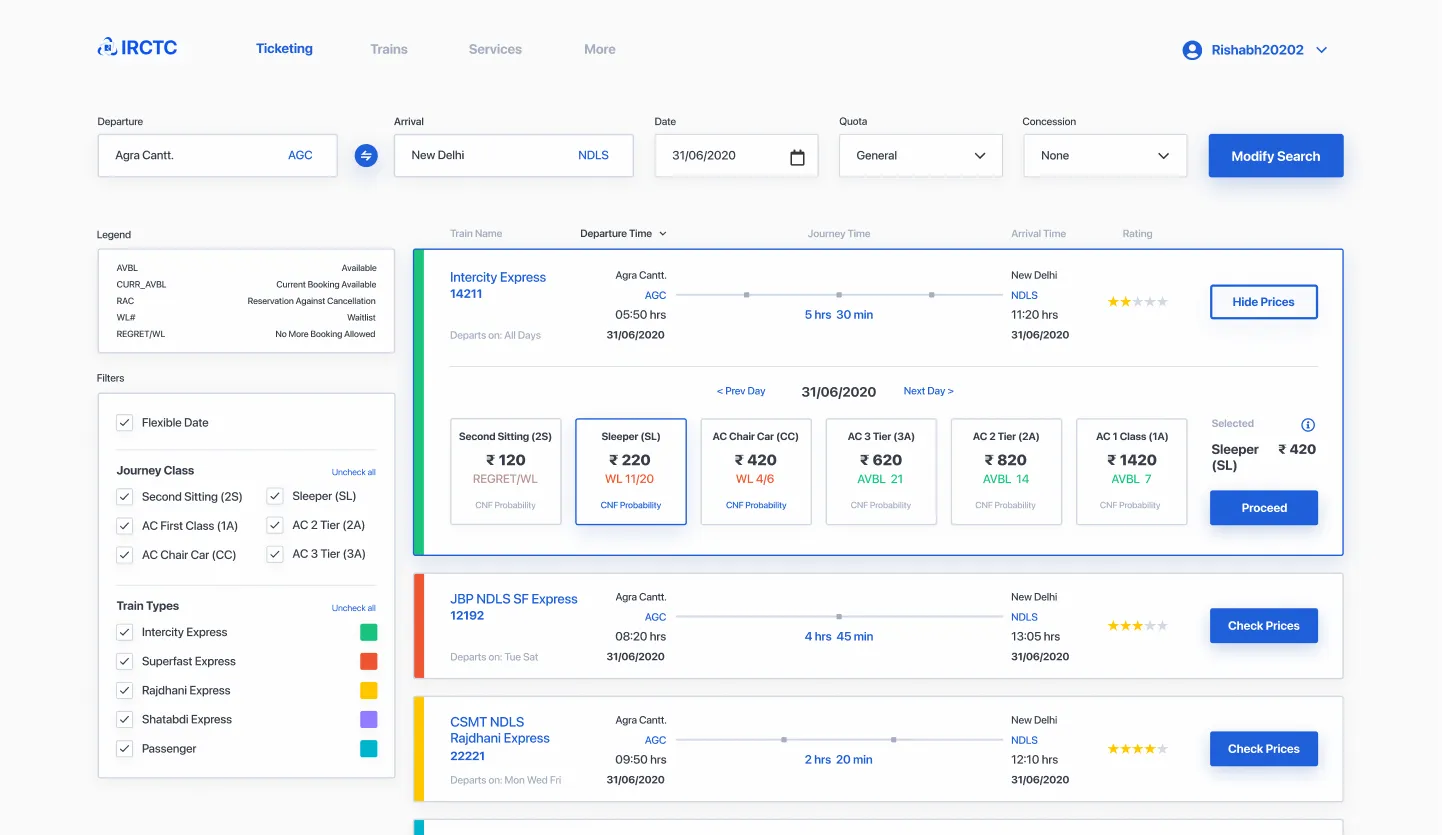 IRCTC
Ticketing Trains Services More
Rishabh20202
Departure
Agra Cantt. AGC
Arrival
New Delhi NDLS
Date
31/06/2020
Quota
General
Concession
None
Modify Search
Legend
AVBL Available
CURR_AVBL Current Booking Available
RAC Reservation Against Cancellation
WL# Waitlist
REGRET/WL No More Booking Allowed
Filters
Flexible Date
Journey Class Uncheck all
Second Sitting (2S) Sleeper (SL)
AC First Class (1A) AC 2 Tier (2A)
AC Chair Car (CC) AC 3 Tier (3A)
Train Types Uncheck all
Intercity Express
Superfast Express
Rajdhani Express
Shatabdi Express
Passenger
Train Name Departure Time Journey Time Arrival Time Rating
Intercity Express
14211
Departs on: All Days
Agra Cantt.
AGC
05:50 hrs
31/06/2020
5 hrs 30 min
New Delhi
NDLS
11:20 hrs
31/06/2020
Hide Prices
< Prev Day 31/06/2020 Next Day >
Second Sitting (2S)
₹ 120
REGRET/WL
CNF Probability
Sleeper (SL)
₹ 220
WL 11/20
CNF Probability
AC Chair Car (CC)
₹ 420
WL 4/6
CNF Probability
AC 3 Tier (3A)
₹ 620
AVBL 21
CNF Probability
AC 2 Tier (2A)
₹ 820
AVBL 14
CNF Probability
AC 1 Class (1A)
₹ 1420
AVBL 7
CNF Probability
Selected
Sleeper ₹ 420
(SL)
Proceed
JBP NDLS SF Express
12192
Departs on: Tue Sat
Agra Cantt.
AGC
08:20 hrs
31/06/2020
4 hrs 45 min
New Delhi
NDLS
13:05 hrs
31/06/2020
Check Prices
CSMT NDLS
Rajdhani Express
22221
Departs on: Mon Wed Fri
Agra Cantt.
AGC
09:50 hrs
31/06/2020
2 hrs 20 min
New Delhi
NDLS
12:10 hrs
31/06/2020
Check Prices